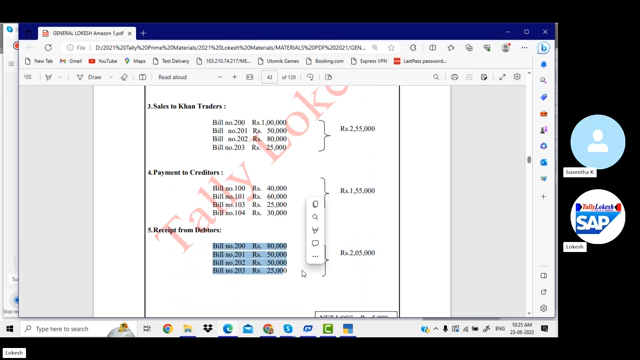 GENERAL LOKESH Amazon 1.pdf
File
D:/2021%20Tally%20Prime%20Materials/2021%20Lokesh%20Materials/MATERIALS%20PDF%202021/GENERAL
New Tab
YouTube
Maps
Test Delivery
103.210.74.217/MyB
Utomik Games
Booking.com
Express VPN
LastPass password...
Draw
Read aloud
43 of 120
3.Sales to Khan Traders :
Bill no.200 Rs.1,00,000
Bill no.201 Rs. 50,000
Bill no.202 Rs. 80,000
Bill no.203 Rs. 25,000
Rs.2,55,000
4.Payment to Creditors :
Bill no.100 Rs. 40,000
Bill no.101 Rs. 60,000
Bill no.103 Rs. 25,000
Bill no.104 Rs. 30,000
Rs.1,55,000
5.Receipt from Debtors:
Bill no.200 Rs. 80,000
Bill no.201 Rs. 50,000
Bill no.202 Rs. 50,000
Bill no.203 Rs. 25,000
Rs.2,05,000
Tally Loke
Type here to search
ENG
10:25 AM
23-08-2023
Susmitha K
TallyLokesh
SAP
Lokesh
Lokesh